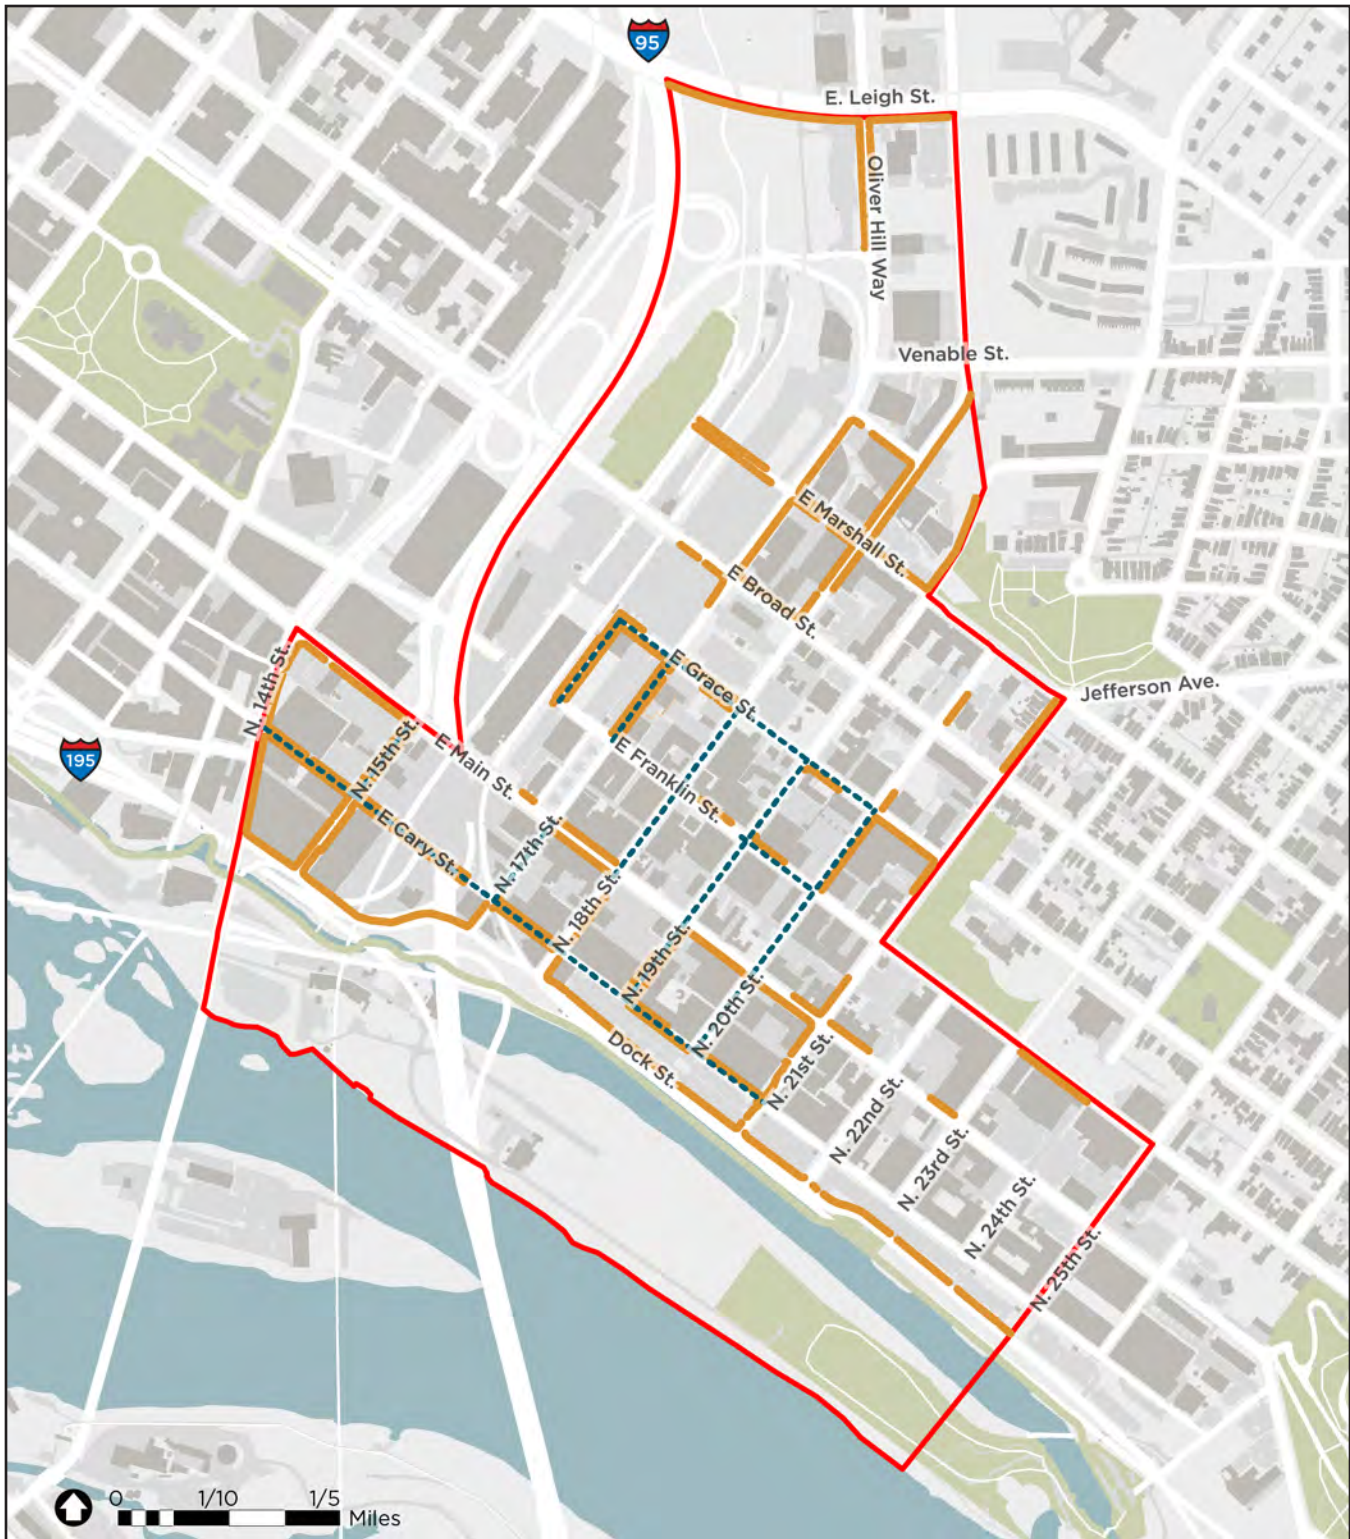 95
E. Leigh St.
Oliver Hill Way
Venable St.
E Marshall St.
E Broad St.
N. 14th St.
E Grace St.
Jefferson Ave.
195
N. 15th St.
E Main St.
E Franklin St.
E Cary St.
N. 17th St.
N. 18th St.
N. 19th St.
N. 20th St.
Dock St.
N. 21st St.
N. 22nd St.
N. 23rd St.
N. 24th St.
N. 25th St.
0 1/10 1/5
Miles